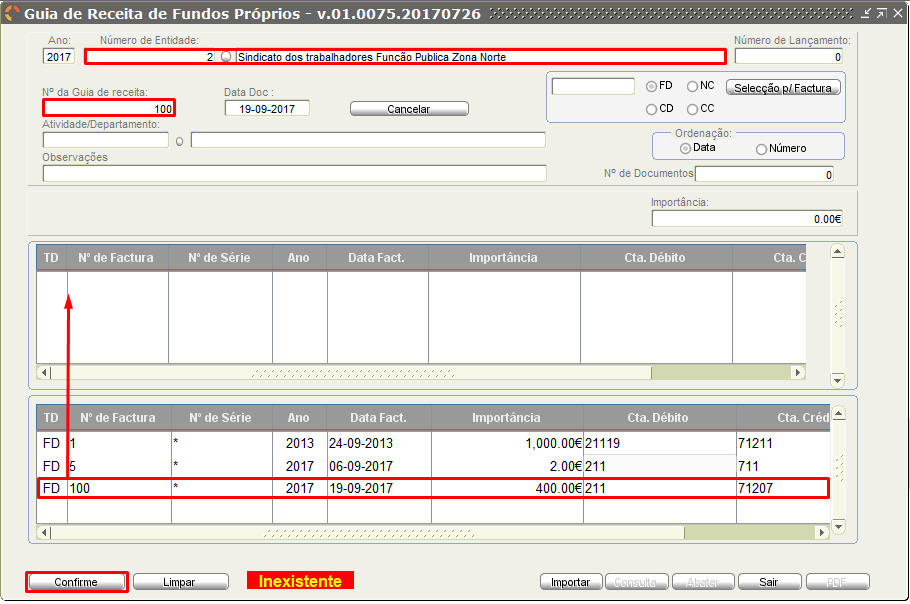 Guia de Receita de Fundos Próprios - v.01.0075.20170726
Ano: Número de Entidade: Número de Lançamento:
2017 2 Sindicato dos trabalhadores Funcão Publica Zona Norte 0
Nº da Guia de receita: Data Doc : FD NC Selecção p/ Factura
100 19-09-2017 Cancelar CD CC
Atividade/Departamento:
Ordenação:
Data Número
Observações
Nº de Documentos 0
Importância:
0.00€
TD Nº de Factura Nº de Série Ano Data Fact. Importância Cta. Débito Cta. C
TD Nº de Factura Nº de Série Ano Data Fact. Importância Cta. Débito Cta. Créd
FD 1 * 2013 24-09-2013 1,000.00€ 21119 71211
FD 5 * 2017 06-09-2017 2.00€ 211 711
FD 100 * 2017 19-09-2017 400.00€ 211 71207
Confirme Limpar Inexistente Importar Consulta Abater Sair PDF